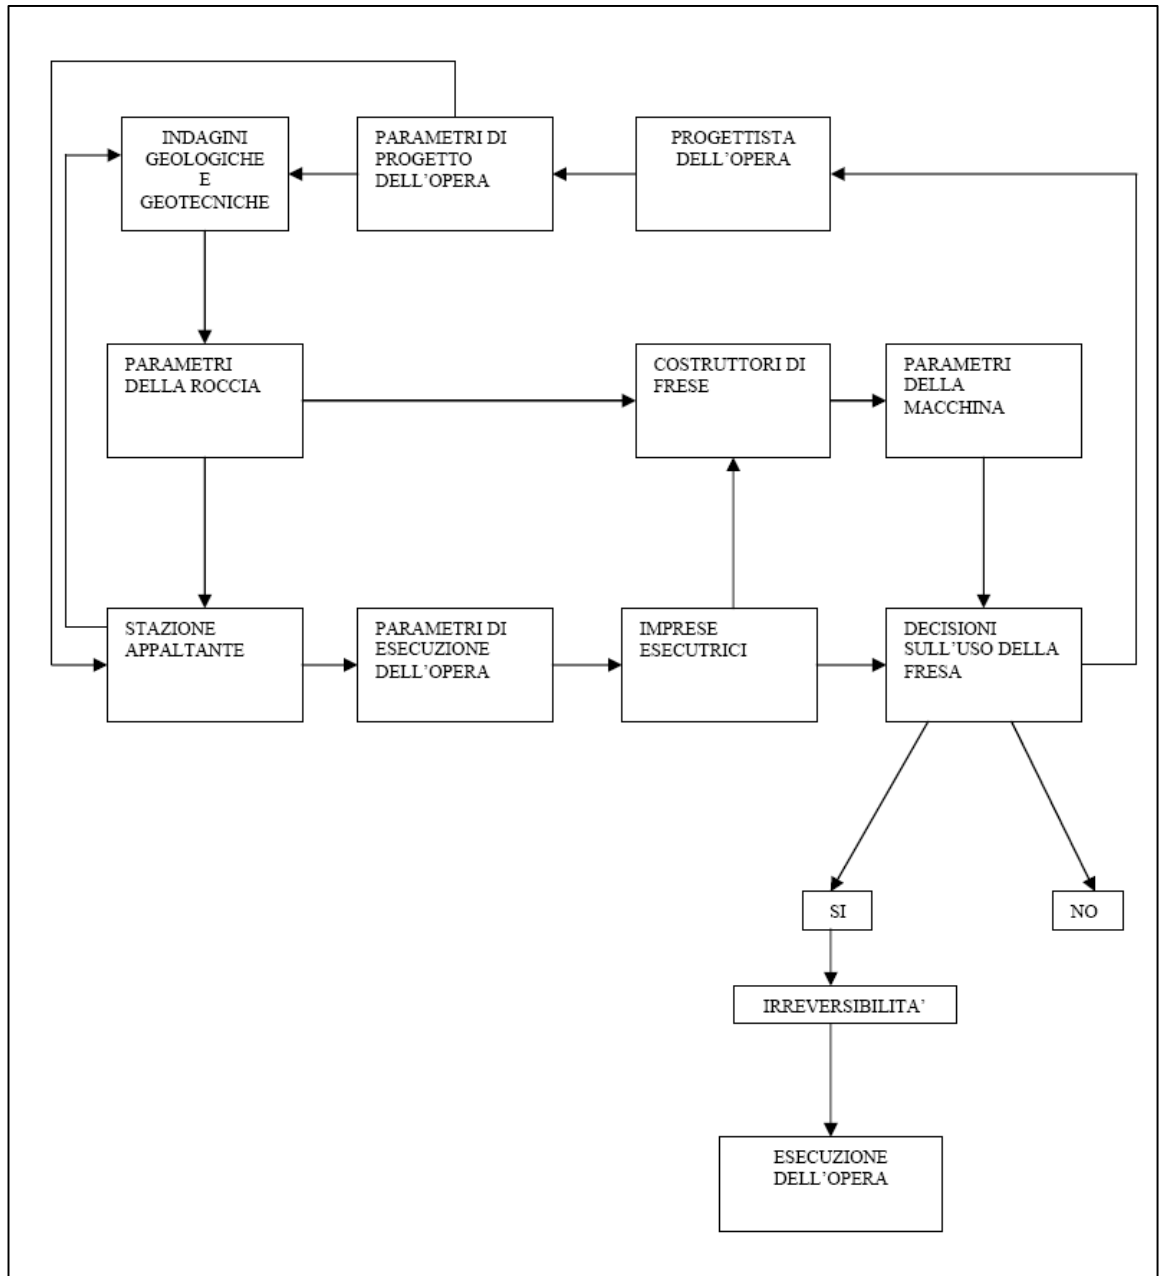 INDAGINI
GEOLOGICHE
E
GEOTECNICHE
PARAMETRI DI
PROGETTO
DELL'OPERA
PROGETTISTA
DELL'OPERA
PARAMETRI
DELLA ROCCIA
COSTRUTTORI DI
FRESE
PARAMETRI
DELLA
MACCHINA
STAZIONE
APPALTANTE
PARAMETRI DI
ESECUZIONE
DELL'OPERA
IMPRESE
ESECUTRICI
DECISIONI
SULL'USO DELLA
FRESA
SI
NO
IRREVERSIBILITA'
ESECUZIONE
DELL'OPERA